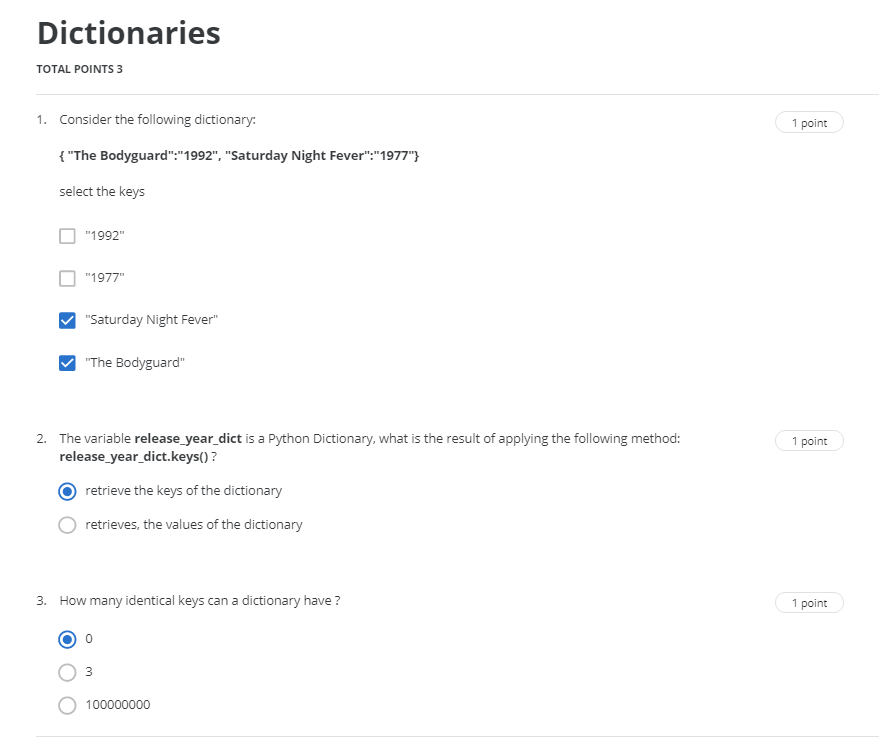 Dictionaries
TOTAL POINTS 3
1. Consider the following dictionary:
1 point
{ "The Bodyguard":"1992", "Saturday Night Fever":"1977"}
select the keys
"1992"
"1977"
"Saturday Night Fever"
"The Bodyguard"
2. The variable release_year_dict is a Python Dictionary, what is the result of applying the following method:
1 point
release_year_dict.keys() ?
retrieve the keys of the dictionary
retrieves, the values of the dictionary
3. How many identical keys can a dictionary have ?
1 point
0
3
100000000